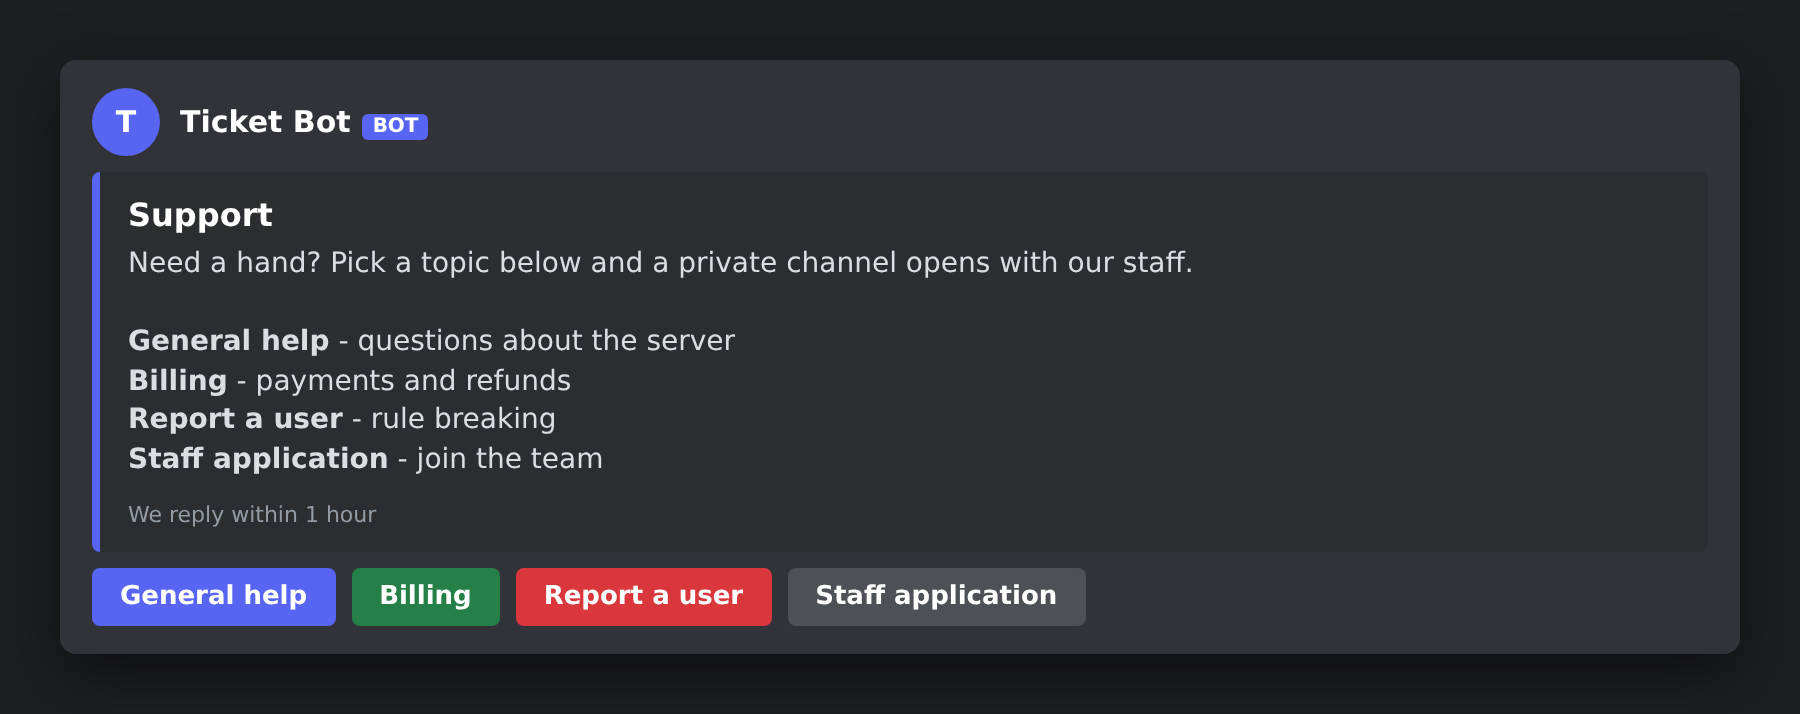 T
Ticket Bot BOT
Support
Need a hand? Pick a topic below and a private channel opens with our staff.
General help - questions about the server
Billing - payments and refunds
Report a user - rule breaking
Staff application - join the team
We reply within 1 hour
General help Billing Report a user Staff application